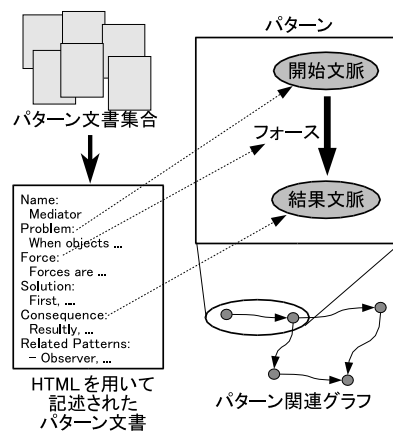 パターン文書集合
Name:
Mediator
Problem:
When objects ...
Force:
Forces are ...
Solution:
First, ...
Consequence:
Resultly, ...
Related Patterns:
– Observer, ...
HTMLを用いて
記述された
パターン文書
パターン
開始文脈
フォース
結果文脈
パターン関連グラフ